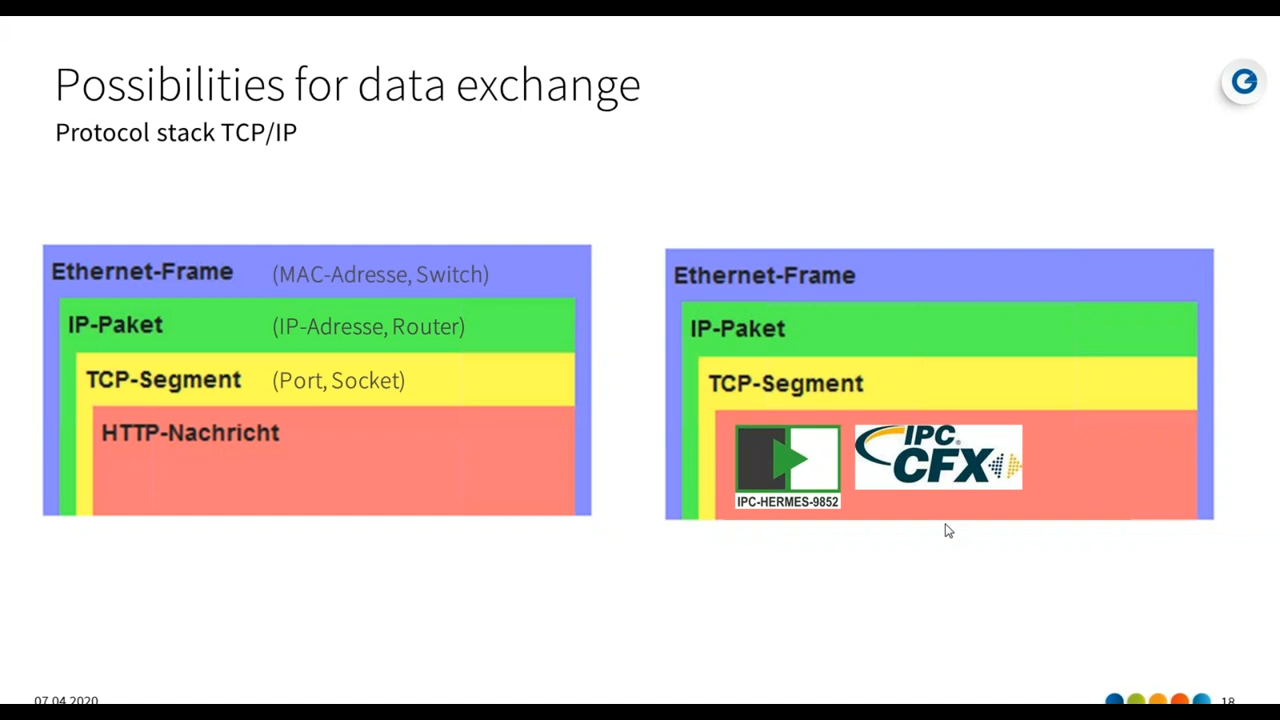 Possibilities for data exchange
Protocol stack TCP/IP
Ethernet-Frame (MAC-Adresse, Switch)
IP-Paket (IP-Adresse, Router)
TCP-Segment (Port, Socket)
HTTP-Nachricht
Ethernet-Frame
IP-Paket
TCP-Segment
IPC-HERMES-9852
IPC®
CFX
07.04.2020
18